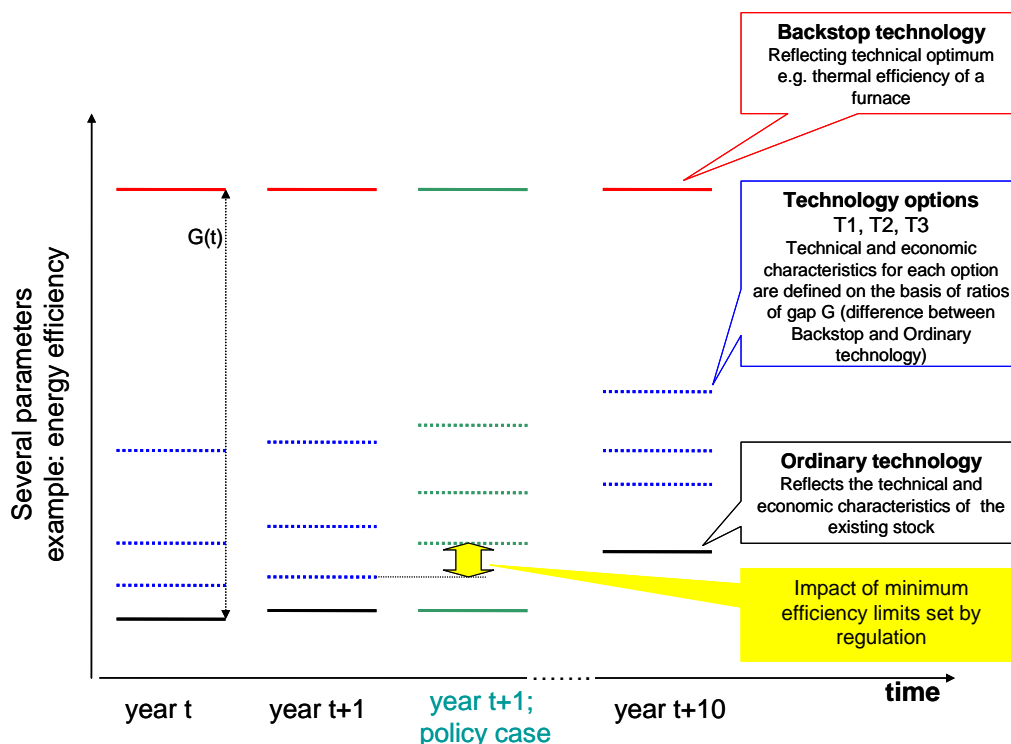 Backstop technology
Reflecting technical optimum
e.g. thermal efficiency of a
furnace
G(t)
Technology options
T1, T2, T3
Technical and economic
characteristics for each option
are defined on the basis of ratios
of gap G (difference between
Backstop and Ordinary
technology)
Several parameters
example: energy efficiency
Ordinary technology
Reflects the technical and
economic characteristics of the
existing stock
Impact of minimum
efficiency limits set by
regulation
time
year t
year t+1
year t+1;
policy case
year t+10